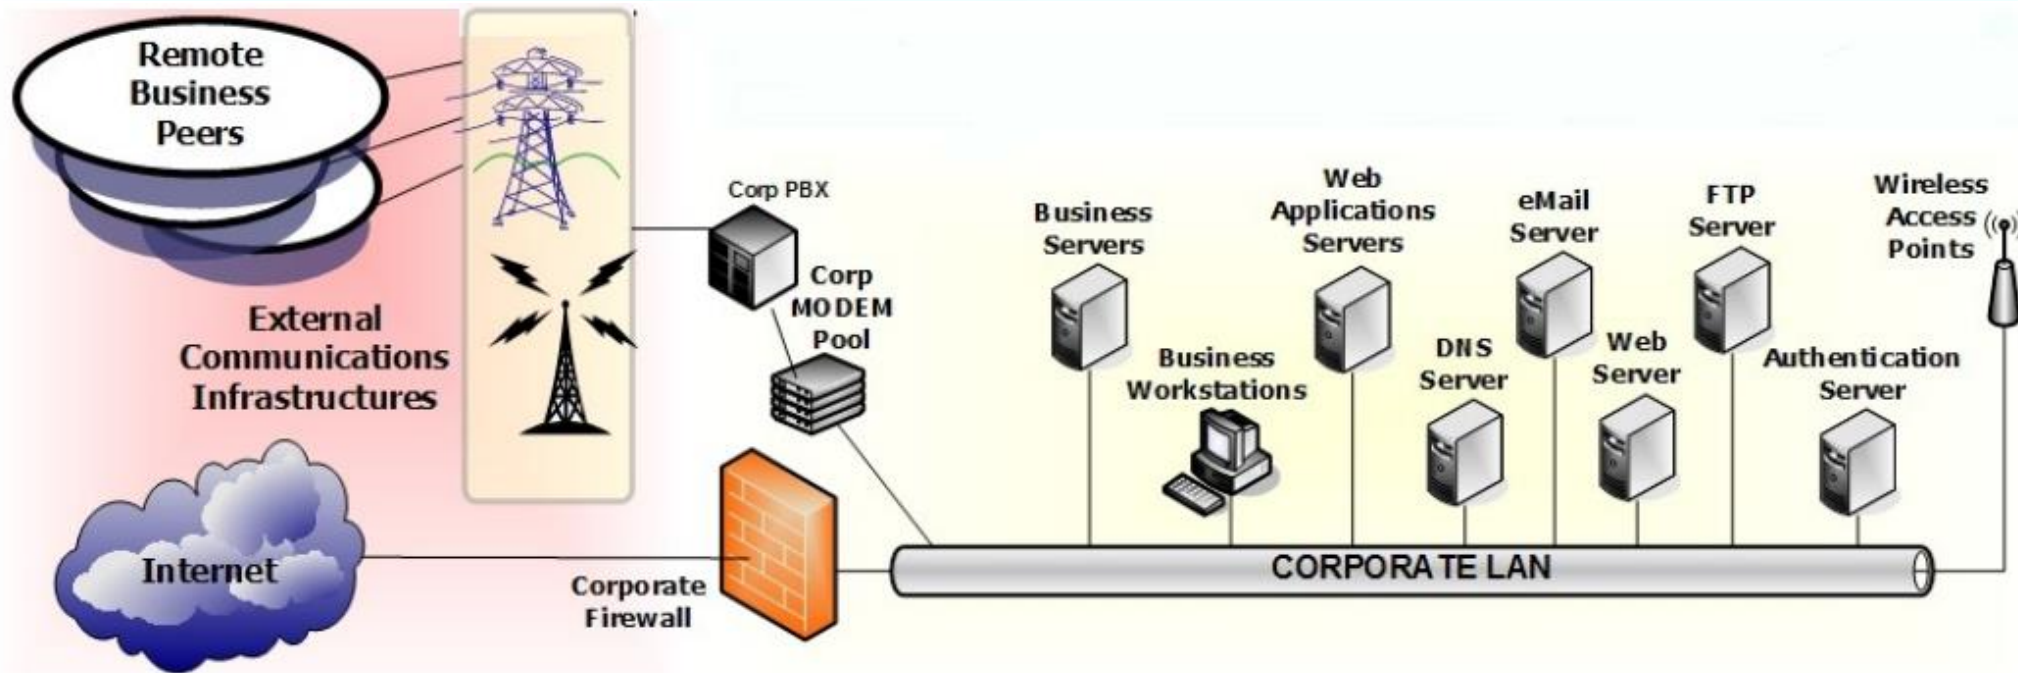 Remote
Business
Peers
External
Communications
Infrastructures
Internet
Corp PBX
Corp
MODEM
Pool
Corporate
Firewall
Business
Servers
Business
Workstations
Web
Applications
Servers
DNS
Server
eMail
Server
Web
Server
FTP
Server
Authentication
Server
Wireless
Access
Points
CORPORATE LAN